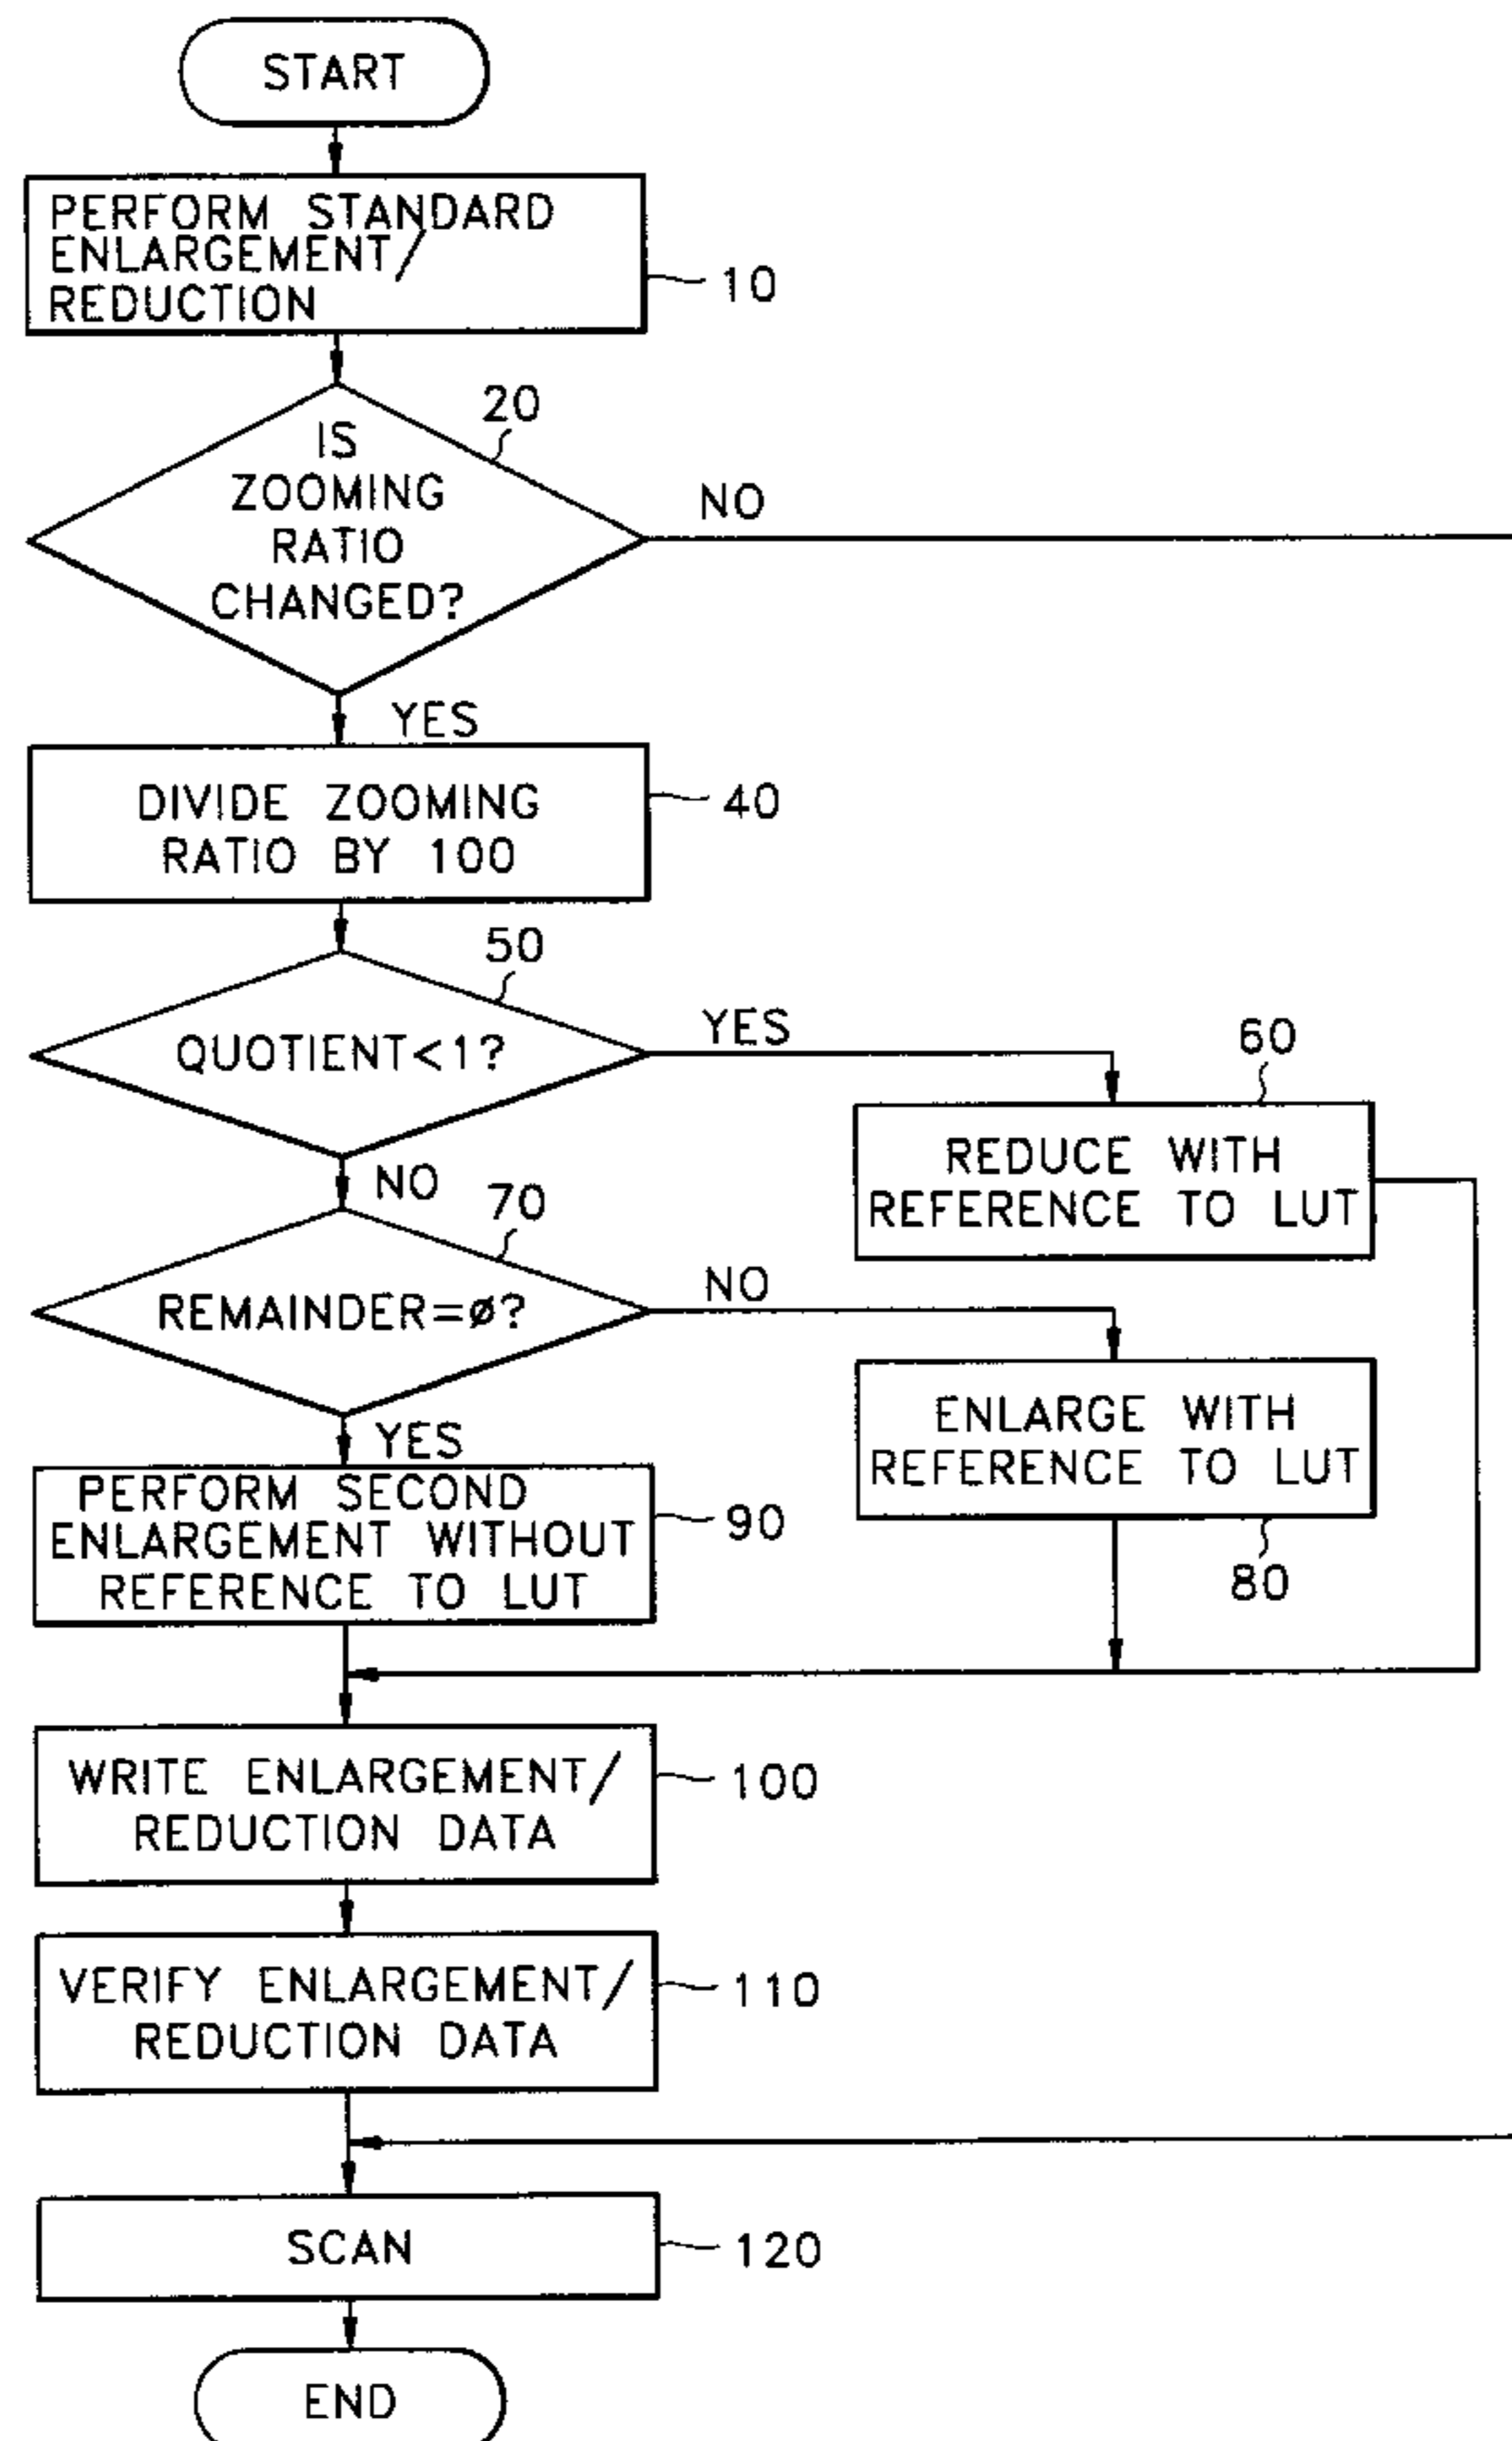 START
PERFORM STANDARD
ENLARGEMENT/
REDUCTION
10
20
IS
ZOOMING
RATIO
CHANGED?
NO
YES
DIVIDE ZOOMING
RATIO BY 100
40
50
QUOTIENT<1?
YES
60
REDUCE WITH
REFERENCE TO LUT
NO
70
REMAINDER=ø?
NO
ENLARGE WITH
REFERENCE TO LUT
80
YES
PERFORM SECOND
ENLARGEMENT WITHOUT
REFERENCE TO LUT
90
WRITE ENLARGEMENT/
REDUCTION DATA
100
VERIFY ENLARGEMENT/
REDUCTION DATA
110
SCAN
120
END